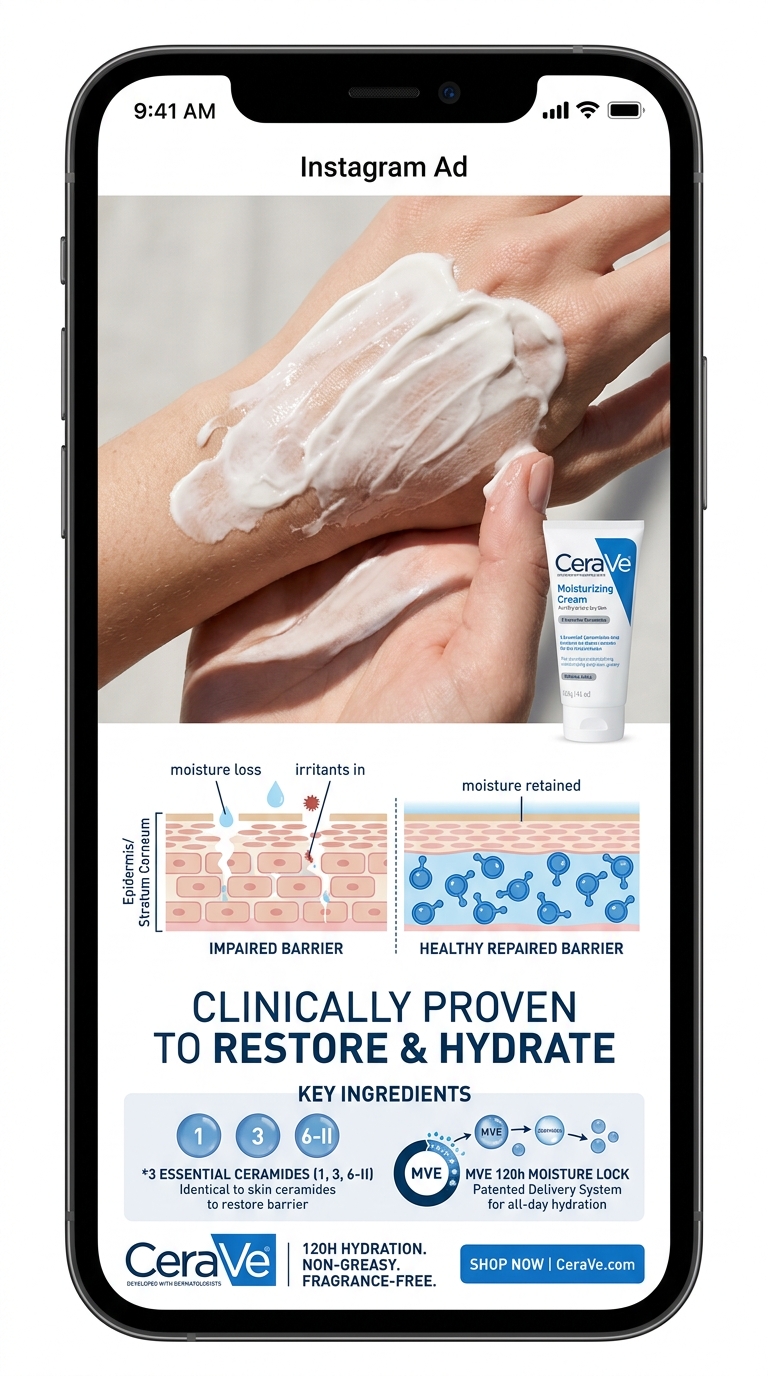 9:41 AM
Instagram Ad
CeraVe
Moisturizing
Cream
moisture loss
irritants in
moisture retained
Epidermis/
Stratum Corneum
IMPAIRED BARRIER
HEALTHY REPAIRED BARRIER
CLINICALLY PROVEN
TO RESTORE & HYDRATE
KEY INGREDIENTS
1
3
6-II
*3 ESSENTIAL CERAMIDES (1, 3, 6-II)
Identical to skin ceramides
to restore barrier
MVE
MVE
MVE 120h MOISTURE LOCK
Patented Delivery System
for all-day hydration
CeraVe®
DEVELOPED WITH DERMATOLOGISTS
120H HYDRATION.
NON-GREASY.
FRAGRANCE-FREE.
SHOP NOW | CeraVe.com